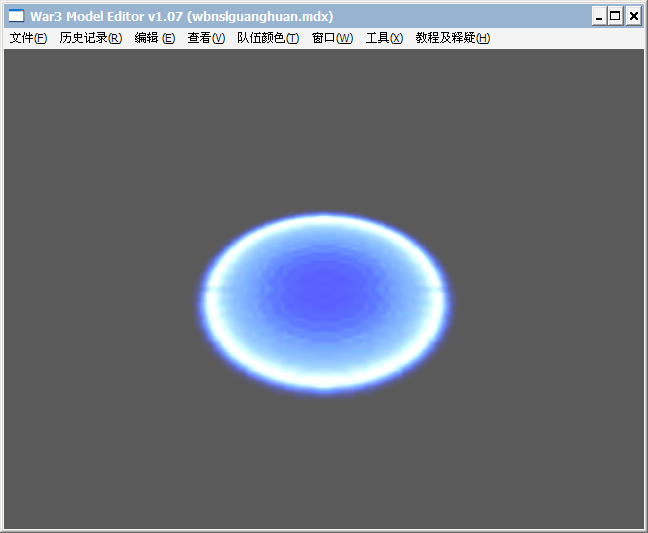 War3 Model Editor v1.07 (wbnslguanghuan.mdx)
文件(F) 历史记录(R) 编辑 (E) 查看(V) 队伍颜色(T) 窗口(W) 工具(X) 教程及释疑(H)